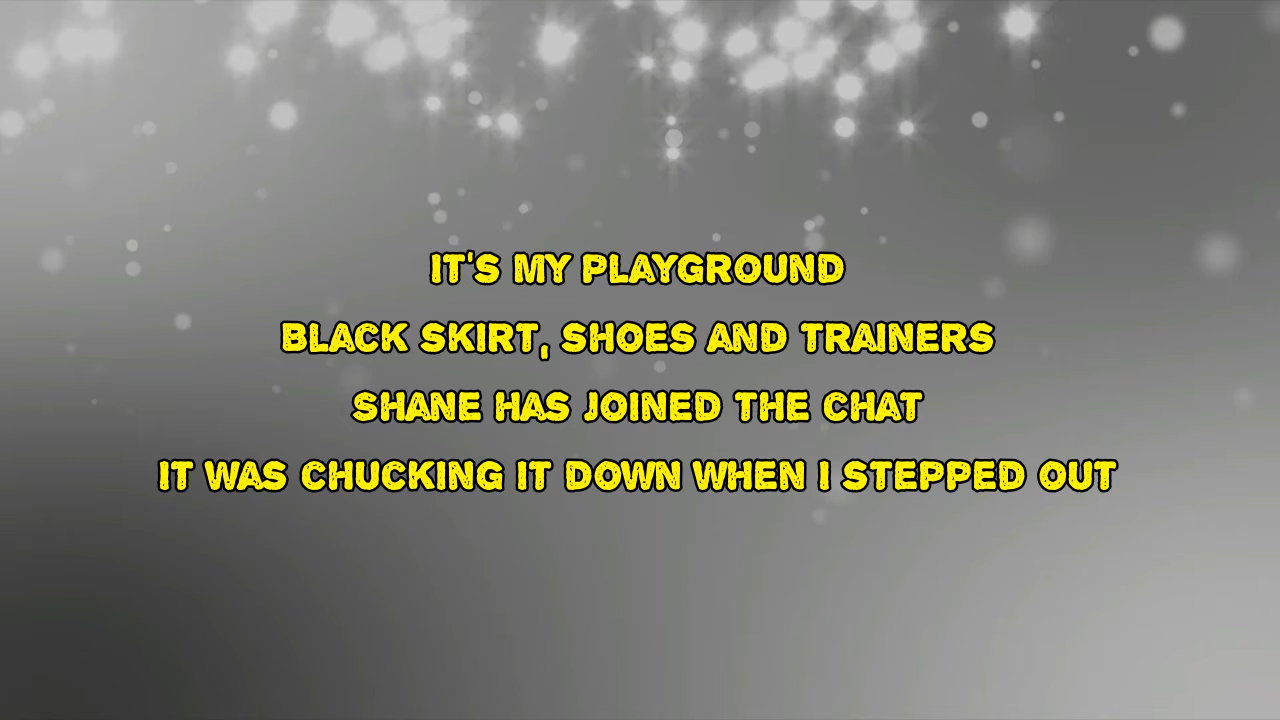 IT'S MY PLAYGROUND
BLACK SKIRT, SHOES AND TRAINERS
SHANE HAS JOINED THE CHAT
IT WAS CHUCKING IT DOWN WHEN I STEPPED OUT